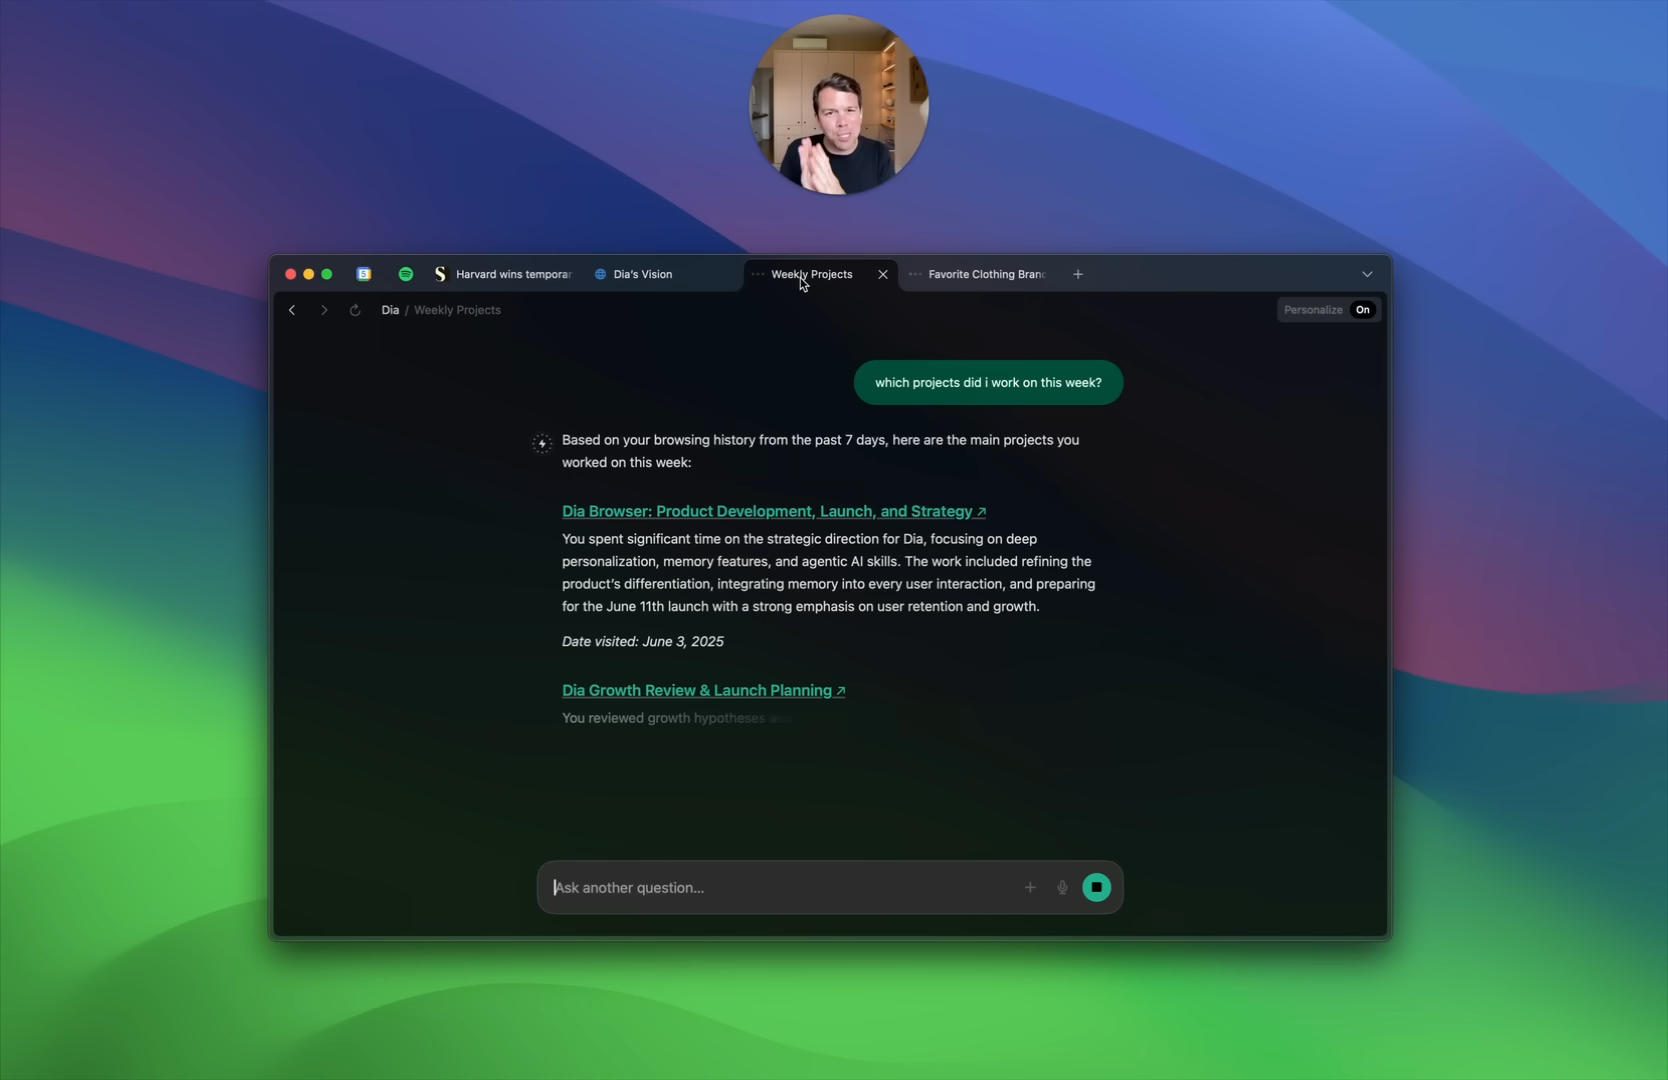 S Harvard wins temporar
Dia's Vision
Weekly Projects
Favorite Clothing Branc
Dia / Weekly Projects
Personalize On
which projects did i work on this week?
Based on your browsing history from the past 7 days, here are the main projects you
worked on this week:
Dia Browser: Product Development, Launch, and Strategy ↗
You spent significant time on the strategic direction for Dia, focusing on deep
personalization, memory features, and agentic AI skills. The work included refining the
product's differentiation, integrating memory into every user interaction, and preparing
for the June 11th launch with a strong emphasis on user retention and growth.
Date visited: June 3, 2025
Dia Growth Review & Launch Planning ↗
You reviewed growth hypotheses
Ask another question...